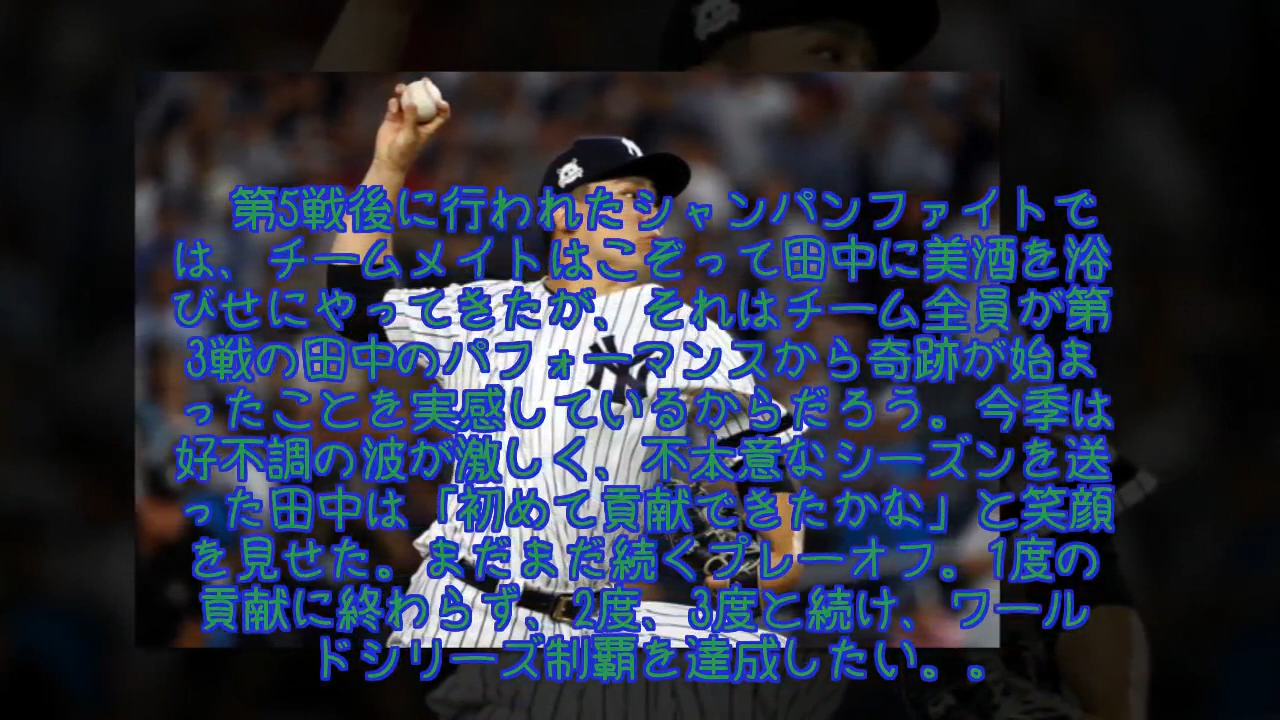 第5戦後に行われたシャンパンファイトで
は、チームメイトはこぞって田中に美酒を浴
びせにやってきたが、それはチーム全員が第
3戦の田中のパフォーマンスから奇跡が始ま
ったことを実感しているからだろう。今季は
好不調の波が激しく、不本意なシーズンを送
った田中は「初めて貢献できたかな」と笑顔
を見せた。まだまだ続くプレーオフ。1度の
貢献に終わらず、2度、3度と続け、ワール
ドシリーズ制覇を達成したい。。